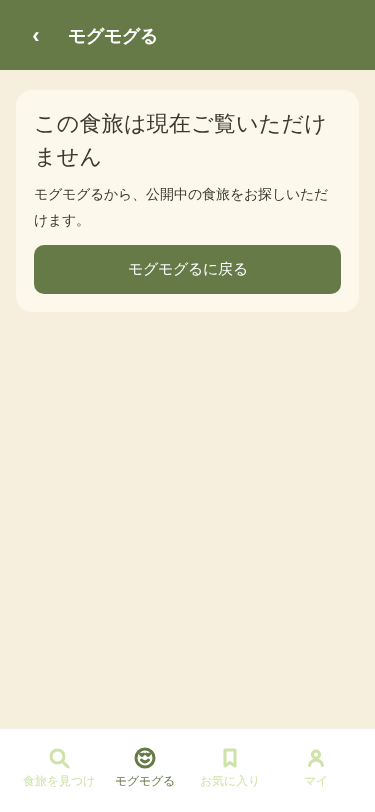 ‹ モグモグる
この食旅は現在ご覧いただけ
ません
モグモグるから、公開中の食旅をお探しいただ
けます。
モグモグるに戻る
食旅を見つけ モグモグる お気に入り マイ